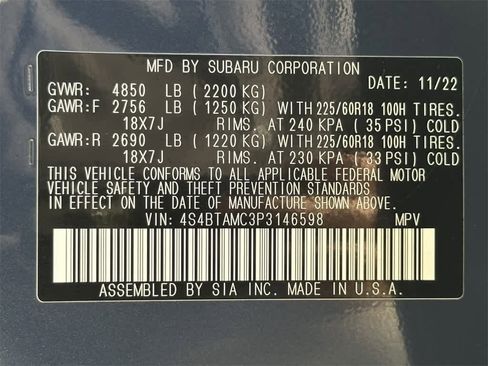 MFD BY SUBARU CORPORATION
DATE: 11/22
GVWR: 4850 LB ( 2200 KG)
GAWR:F 2756 LB ( 1250 KG) WITH 225/60R18 100H TIRES.
18X7J RIMS. AT 240 KPA ( 35 PSI) COLD
GAWR:R 2690 LB ( 1220 KG) WITH 225/60R18 100H TIRES.
18X7J RIMS. AT 230 KPA ( 33 PSI) COLD
THIS VEHICLE CONFORMS TO ALL APPLICABLE FEDERAL MOTOR
VEHICLE SAFETY AND THEFT PREVENTION STANDARDS
IN EFFECT ON THE DATE OF MANUFACTURE SHOWN ABOVE.
VIN: 4S4BTAMC3P3146598 MPV
ASSEMBLED BY SIA INC. MADE IN U.S.A.